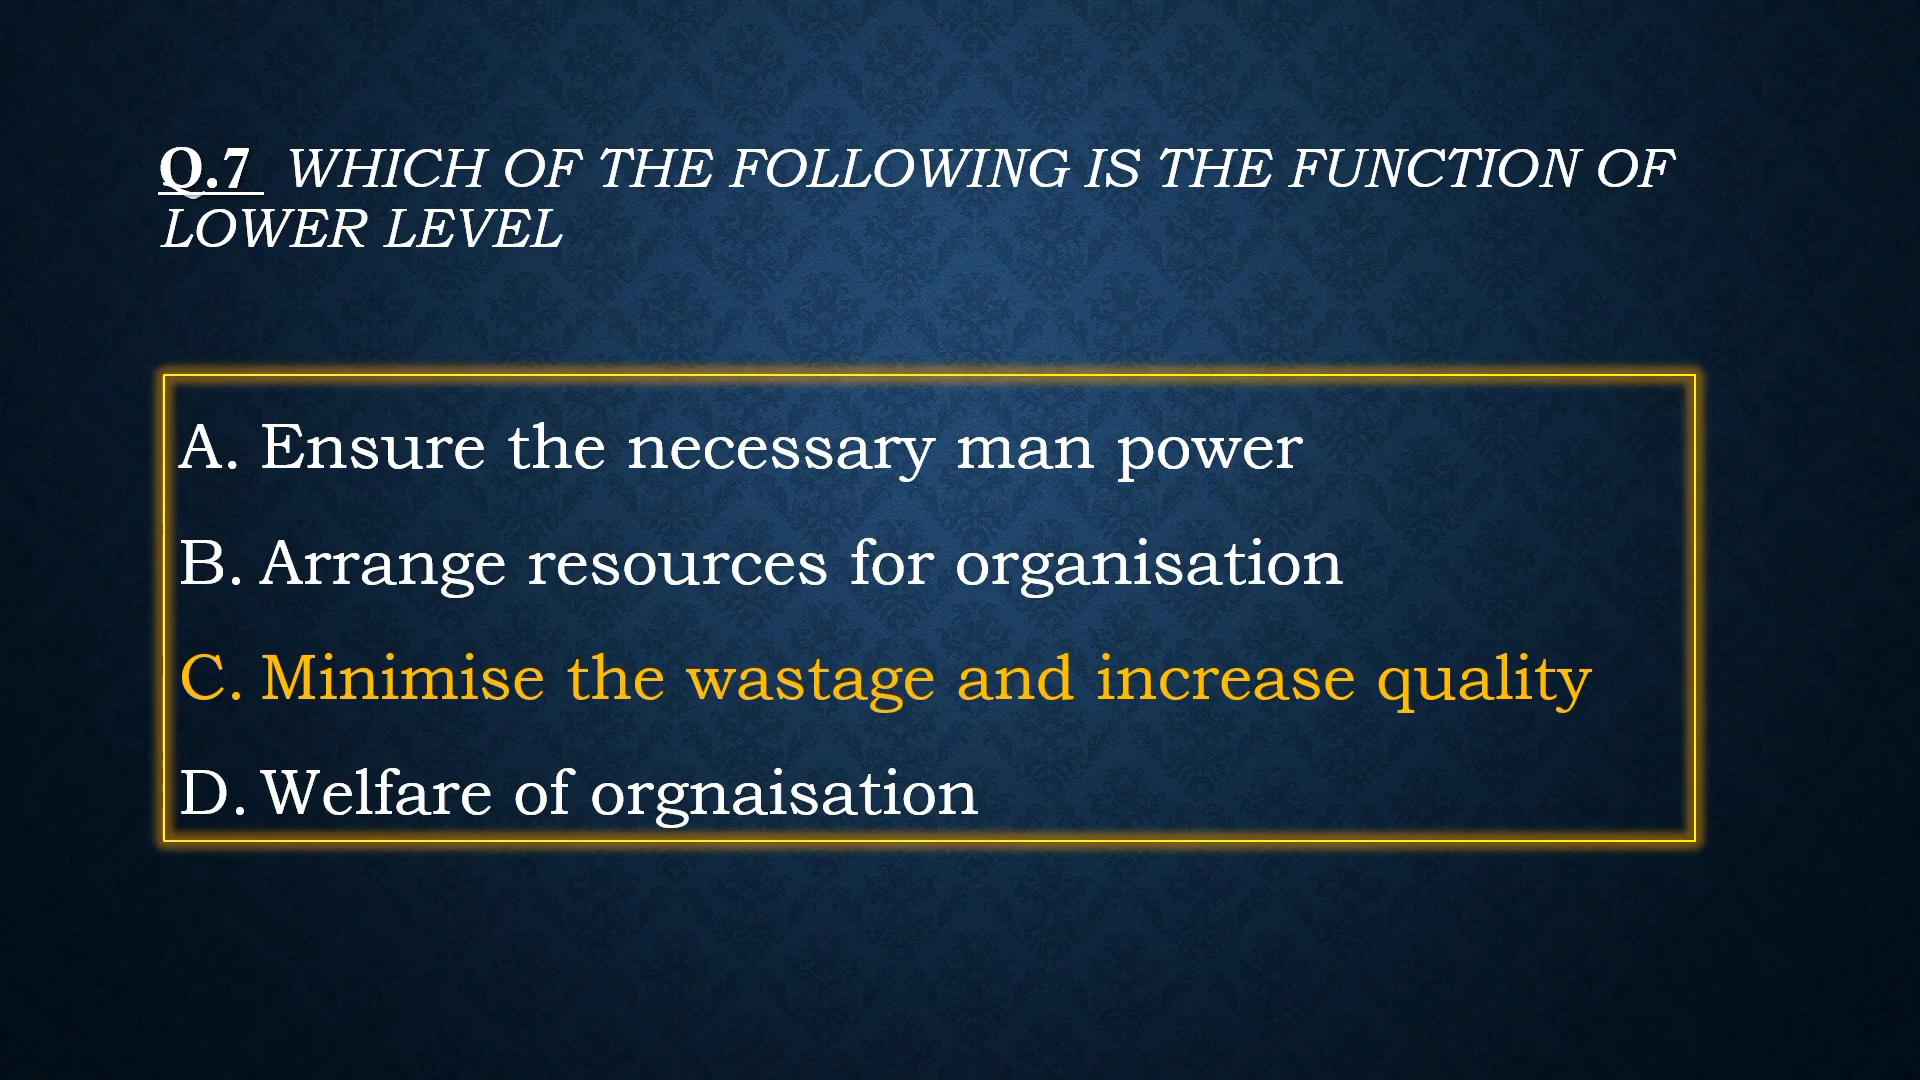 Q.7 WHICH OF THE FOLLOWING IS THE FUNCTION OF
LOWER LEVEL
A. Ensure the necessary man power
B. Arrange resources for organisation
C. Minimise the wastage and increase quality
D. Welfare of orgnaisation